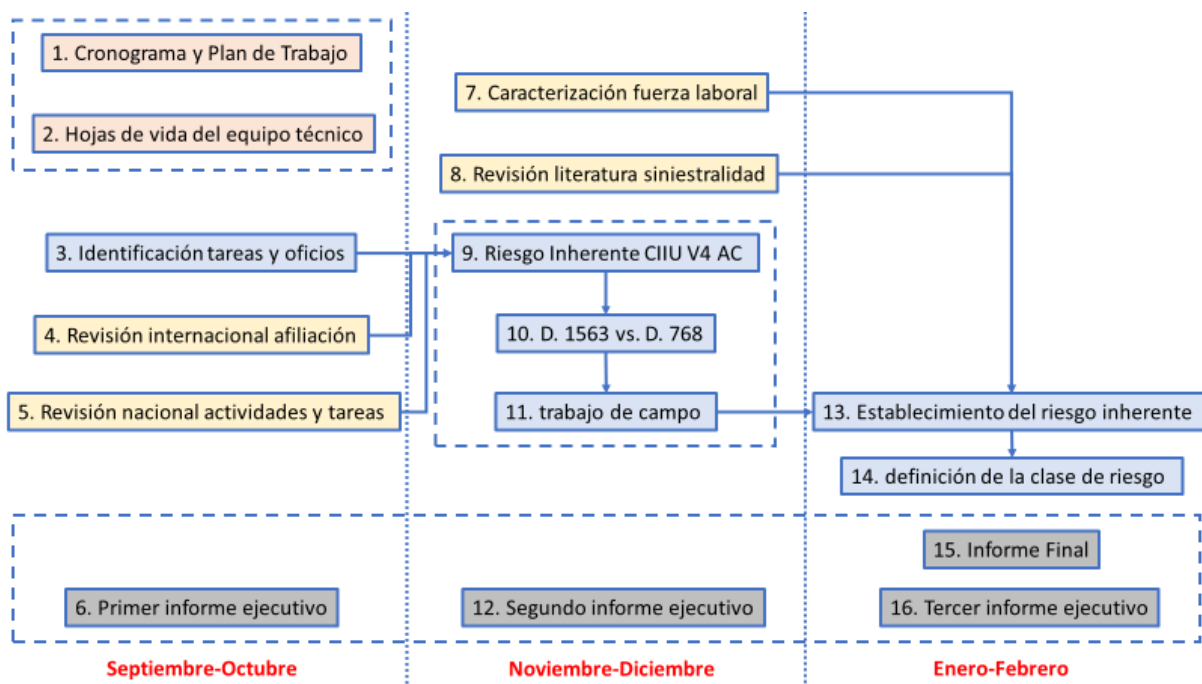 1. Cronograma y Plan de Trabajo
2. Hojas de vida del equipo técnico
3. Identificación tareas y oficios
4. Revisión internacional afiliación
5. Revisión nacional actividades y tareas
6. Primer informe ejecutivo
Septiembre-Octubre
7. Caracterización fuerza laboral
8. Revisión literatura siniestralidad
9. Riesgo Inherente CIIU V4 AC
10. D. 1563 vs. D. 768
11. trabajo de campo
12. Segundo informe ejecutivo
Noviembre-Diciembre
13. Establecimiento del riesgo inherente
14. definición de la clase de riesgo
15. Informe Final
16. Tercer informe ejecutivo
Enero-Febrero